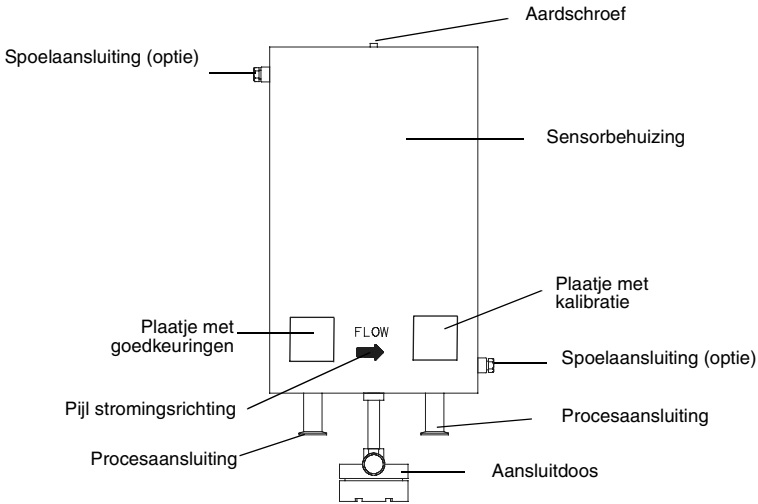 Aardschroef
Spoelaansluiting (optie)
Sensorbehuizing
Plaatje met
kalibratie
Plaatje met
goedkeuringen
FLOW
Spoelaansluiting (optie)
Pijl stromingsrichting
Procesaansluiting
Procesaansluiting
Aansluitdoos